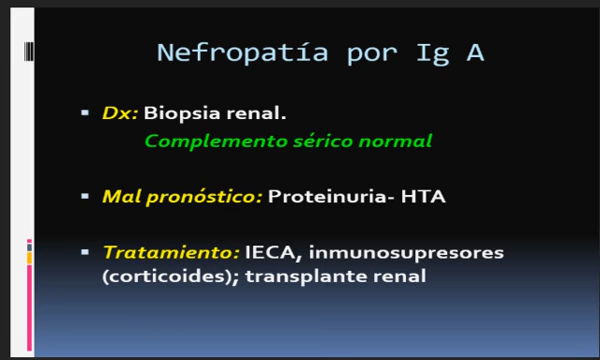 Nefropatía por Ig A
Dx: Biopsia renal.
Complemento sérico normal
Mal pronóstico: Proteinuria- HTA
Tratamiento: IECA, inmunosupresores
(corticoides); transplante renal